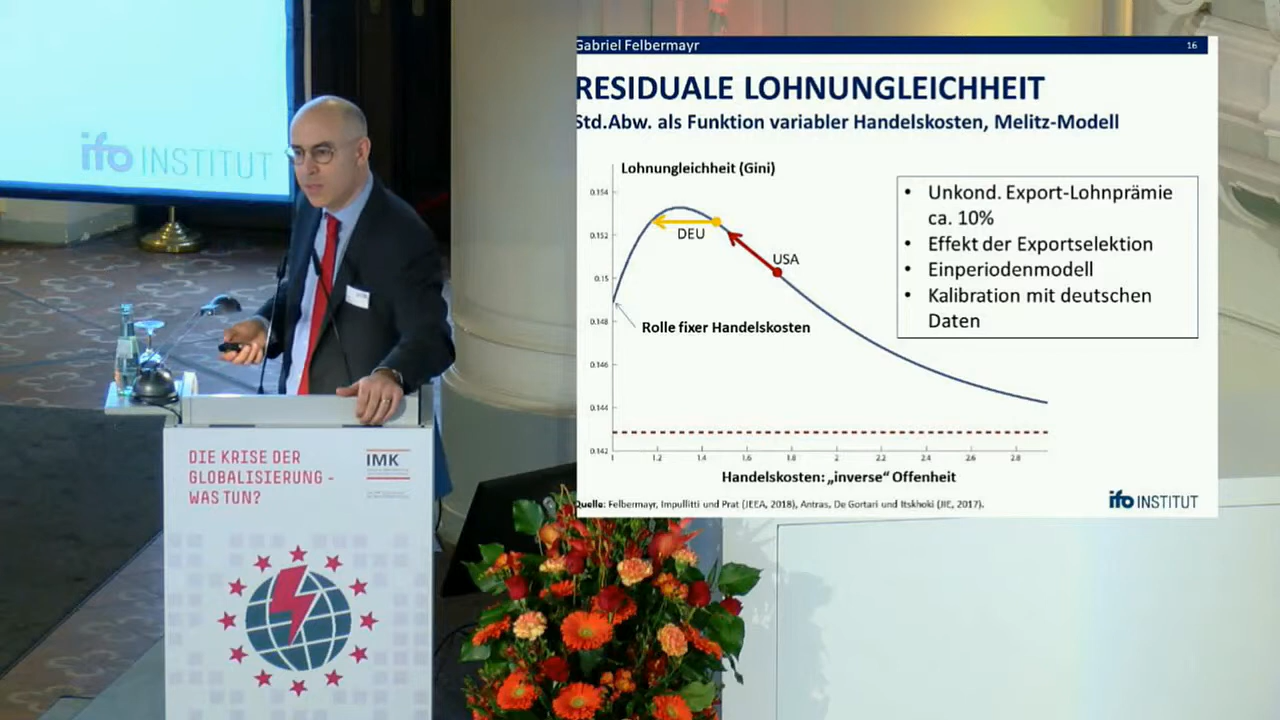 ifo INSTITUT
Gabriel Felbermayr
16
RESIDUALE LOHNUNGLEICHHEIT
Std.Abw. als Funktion variabler Handelskosten, Melitz-Modell
Lohnungleichheit (Gini)
0.154
0.152
0.15
0.148
0.146
0.144
0.142
1
1.2
1.4
1.6
1.8
2
2.2
2.4
2.6
2.8
DEU
USA
Rolle fixer Handelskosten
Handelskosten: „inverse“ Offenheit
• Unkond. Export-Lohnprämie
ca. 10%
• Effekt der Exportselektion
• Einperiodenmodell
• Kalibration mit deutschen
Daten
Quelle: Felbermayr, Impullitti und Prat (JEEA, 2018), Antras, De Gortari und Itskhoki (JIE, 2017).
ifo INSTITUT
DIE KRISE DER
GLOBALISIERUNG -
WAS TUN?
IMK